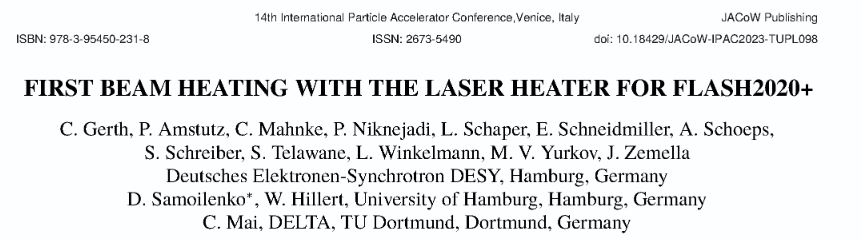 14th International Particle Accelerator Conference,Venice, Italy JACoW Publishing
ISBN: 978-3-95450-231-8 ISSN: 2673-5490 doi: 10.18429/JACoW-IPAC2023-TUPL098
FIRST BEAM HEATING WITH THE LASER HEATER FOR FLASH2020+
C. Gerth, P. Amstutz, C. Mahnke, P. Niknejadi, L. Schaper, E. Schneidmiller, A. Schoeps,
S. Schreiber, S. Telawane, L. Winkelmann, M. V. Yurkov, J. Zemella
Deutsches Elektronen-Synchrotron DESY, Hamburg, Germany
D. Samoilenko*, W. Hillert, University of Hamburg, Hamburg, Germany
C. Mai, DELTA, TU Dortmund, Dortmund, Germany